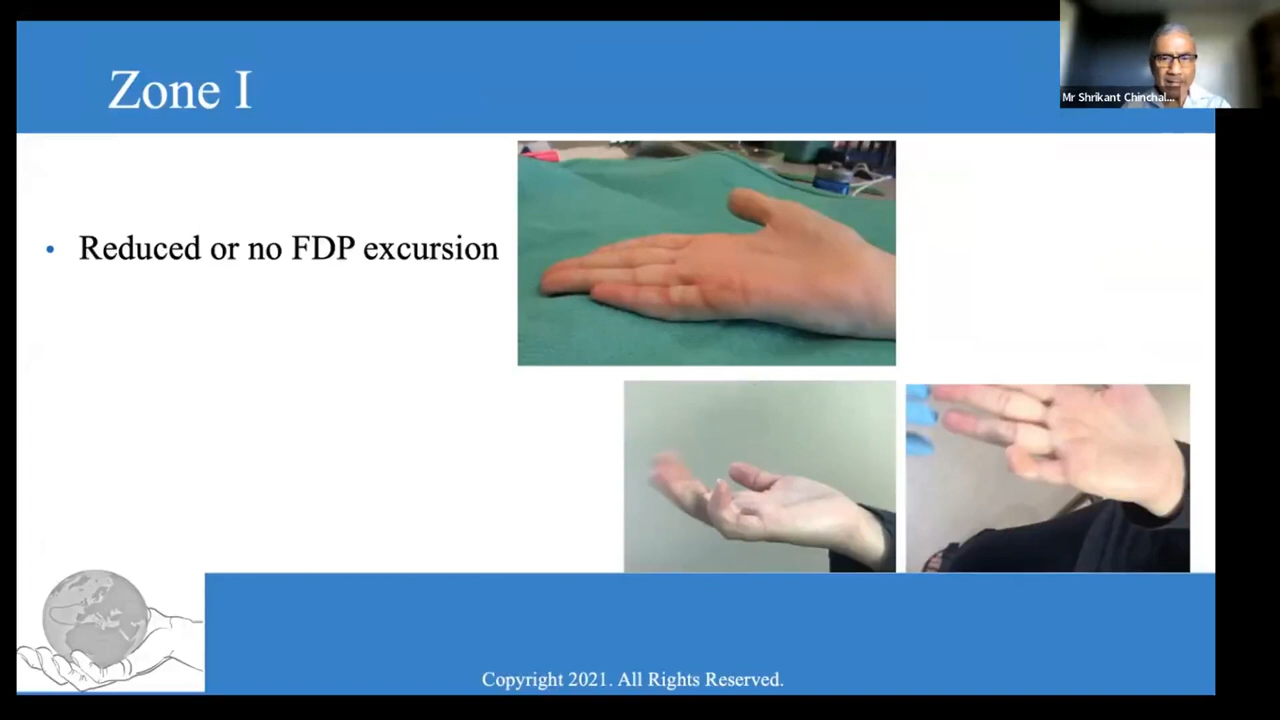 Zone I
Mr Shrikant Chinchal...
• Reduced or no FDP excursion
Copyright 2021. All Rights Reserved.